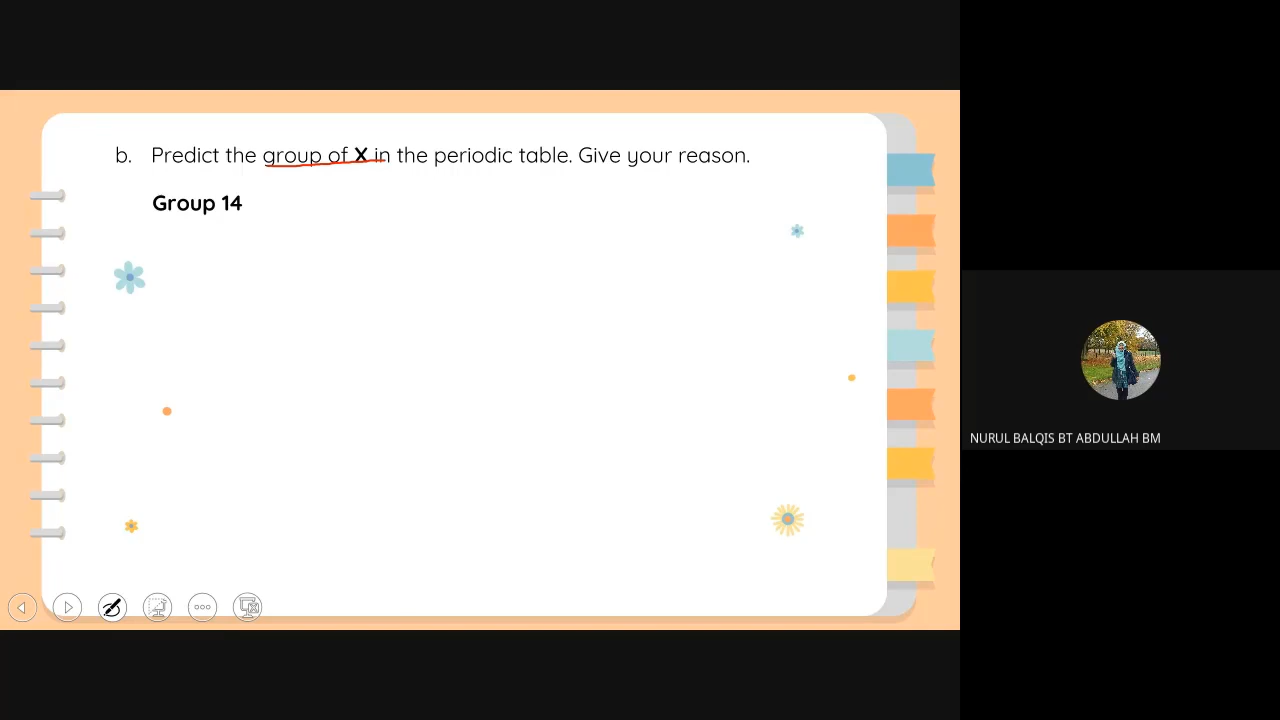 b. Predict the group of X in the periodic table. Give your reason.
Group 14
NURUL BALQIS BT ABDULLAH BM